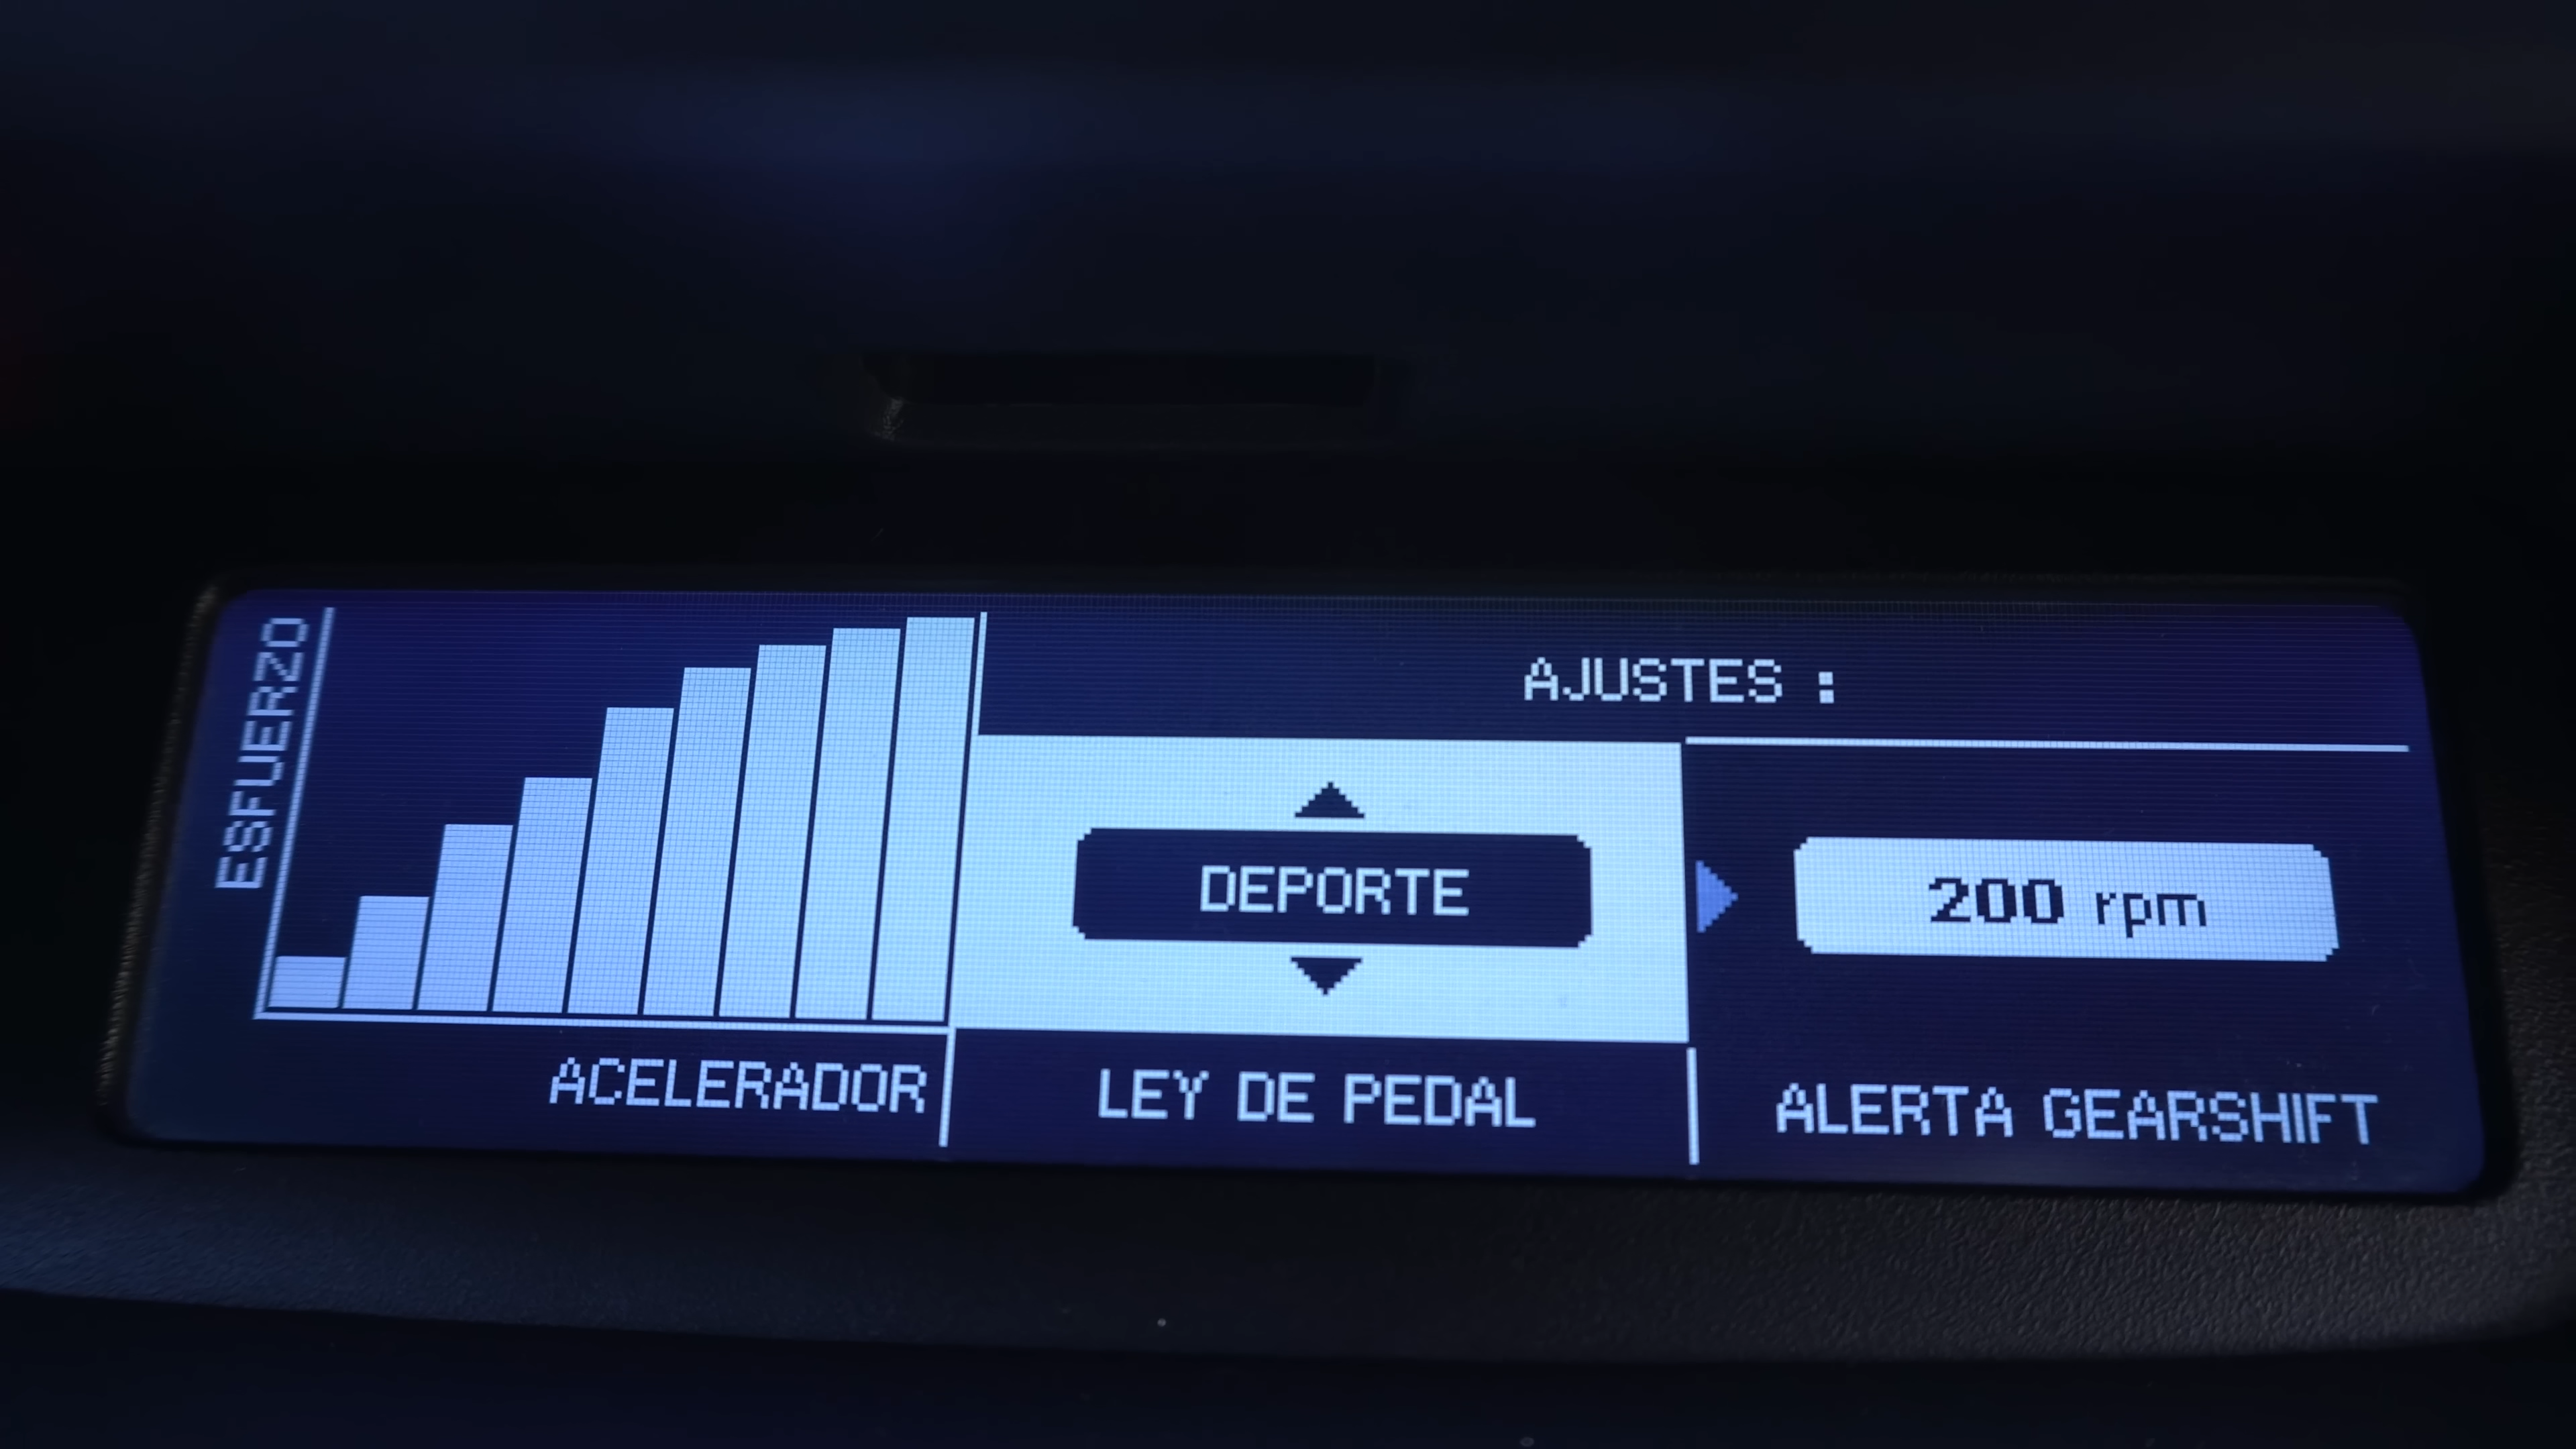 ESFUERZO
ACELERADOR
AJUSTES :
DEPORTE
LEY DE PEDAL
200 rpm
ALERTA GEARSHIFT